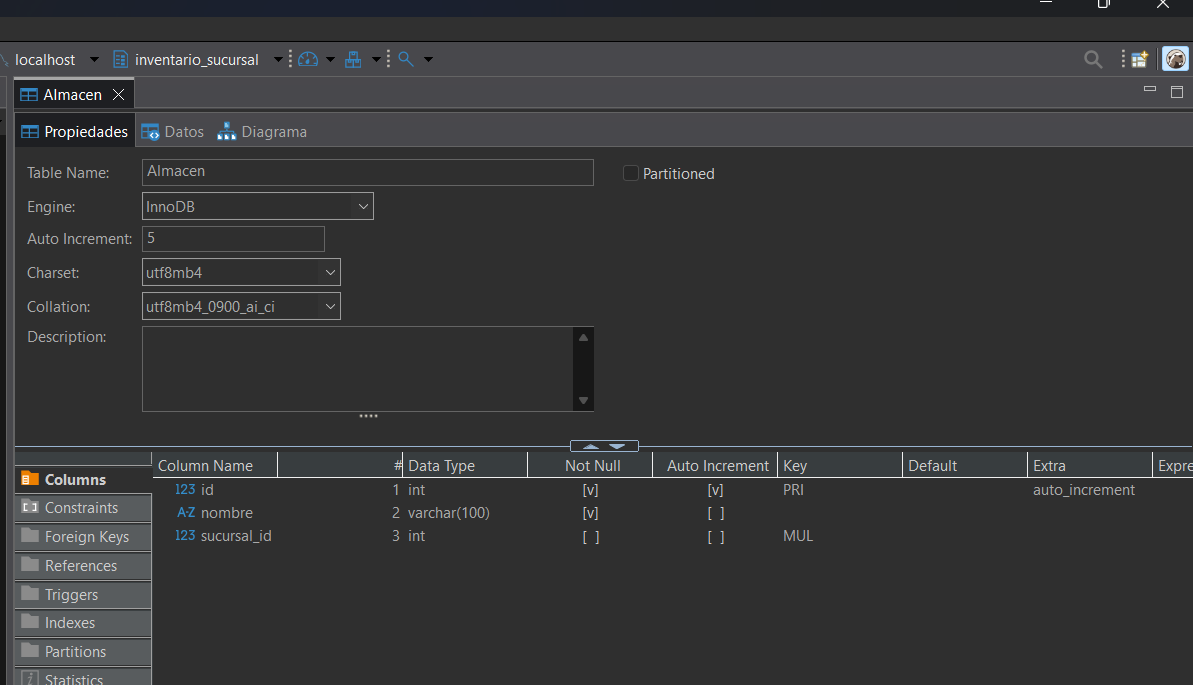 localhost inventario_sucursal
Almacen
Propiedades Datos Diagrama
Table Name: Almacen Partitioned
Engine: InnoDB
Auto Increment: 5
Charset: utf8mb4
Collation: utf8mb4_0900_ai_ci
Description:
Column Name # Data Type Not Null Auto Increment Key Default Extra Expre
123 id 1 int [v] [v] PRI auto_increment
A-Z nombre 2 varchar(100) [v] [ ]
123 sucursal_id 3 int [ ] [ ] MUL
Columns
Constraints
Foreign Keys
References
Triggers
Indexes
Partitions
Statistics